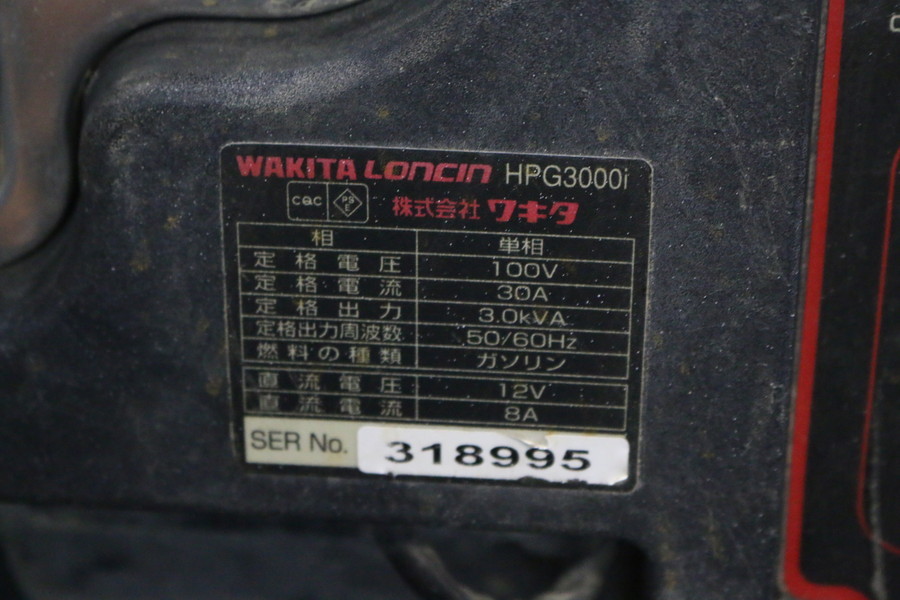 WAKITA LONCIN HPG3000i
cac PSE 株式会社 ワキタ
相 単相
定格電圧 100V
定格電流 30A
定格出力 3.0kVA
定格出力周波数 50/60Hz
燃料の種類 ガソリン
直流電圧 12V
直流電流 8A
SER No. 318995